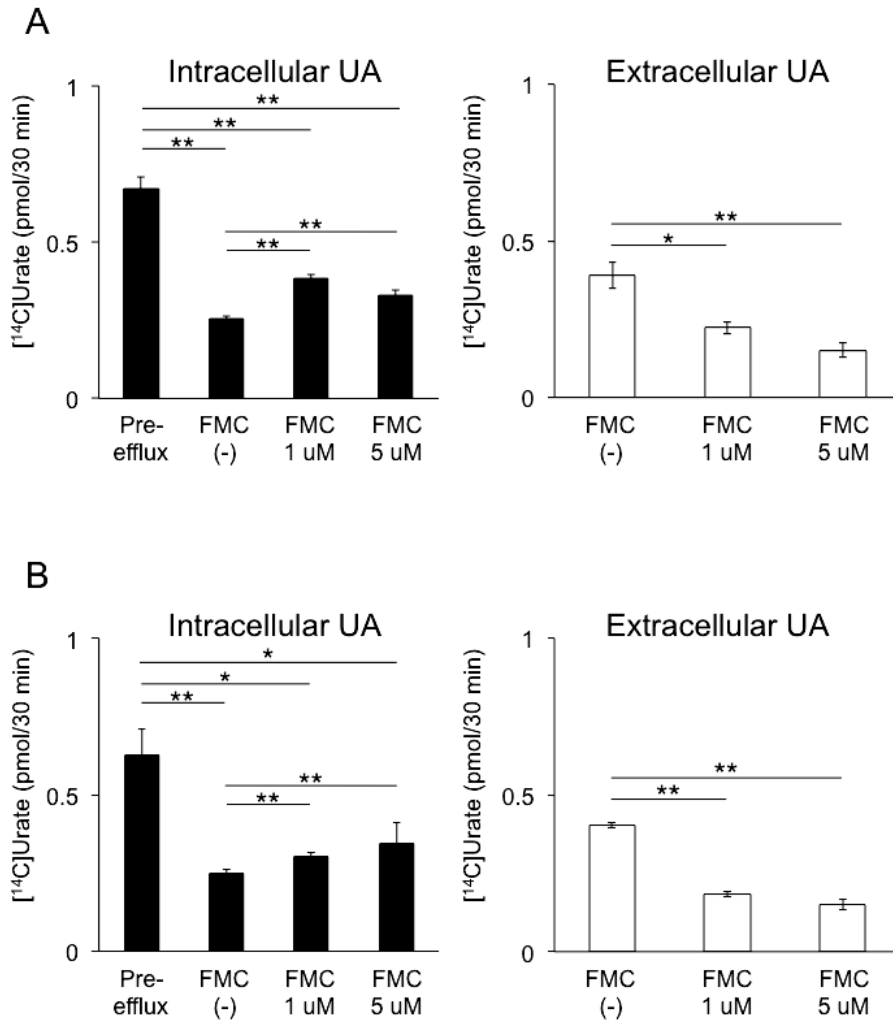 A
Intracellular UA
[¹⁴C]Urate (pmol/30 min)
1
0.5
0
**
**
**
**
**
Pre-
efflux
FMC
(-)
FMC
1 uM
FMC
5 uM
Extracellular UA
[¹⁴C]Urate (pmol/30 min)
1
0.5
0
**
*
FMC
(-)
FMC
1 uM
FMC
5 uM
B
Intracellular UA
[¹⁴C]Urate (pmol/30 min)
1
0.5
0
*
*
**
**
**
Pre-
efflux
FMC
(-)
FMC
1 uM
FMC
5 uM
Extracellular UA
[¹⁴C]Urate (pmol/30 min)
1
0.5
0
**
**
FMC
(-)
FMC
1 uM
FMC
5 uM